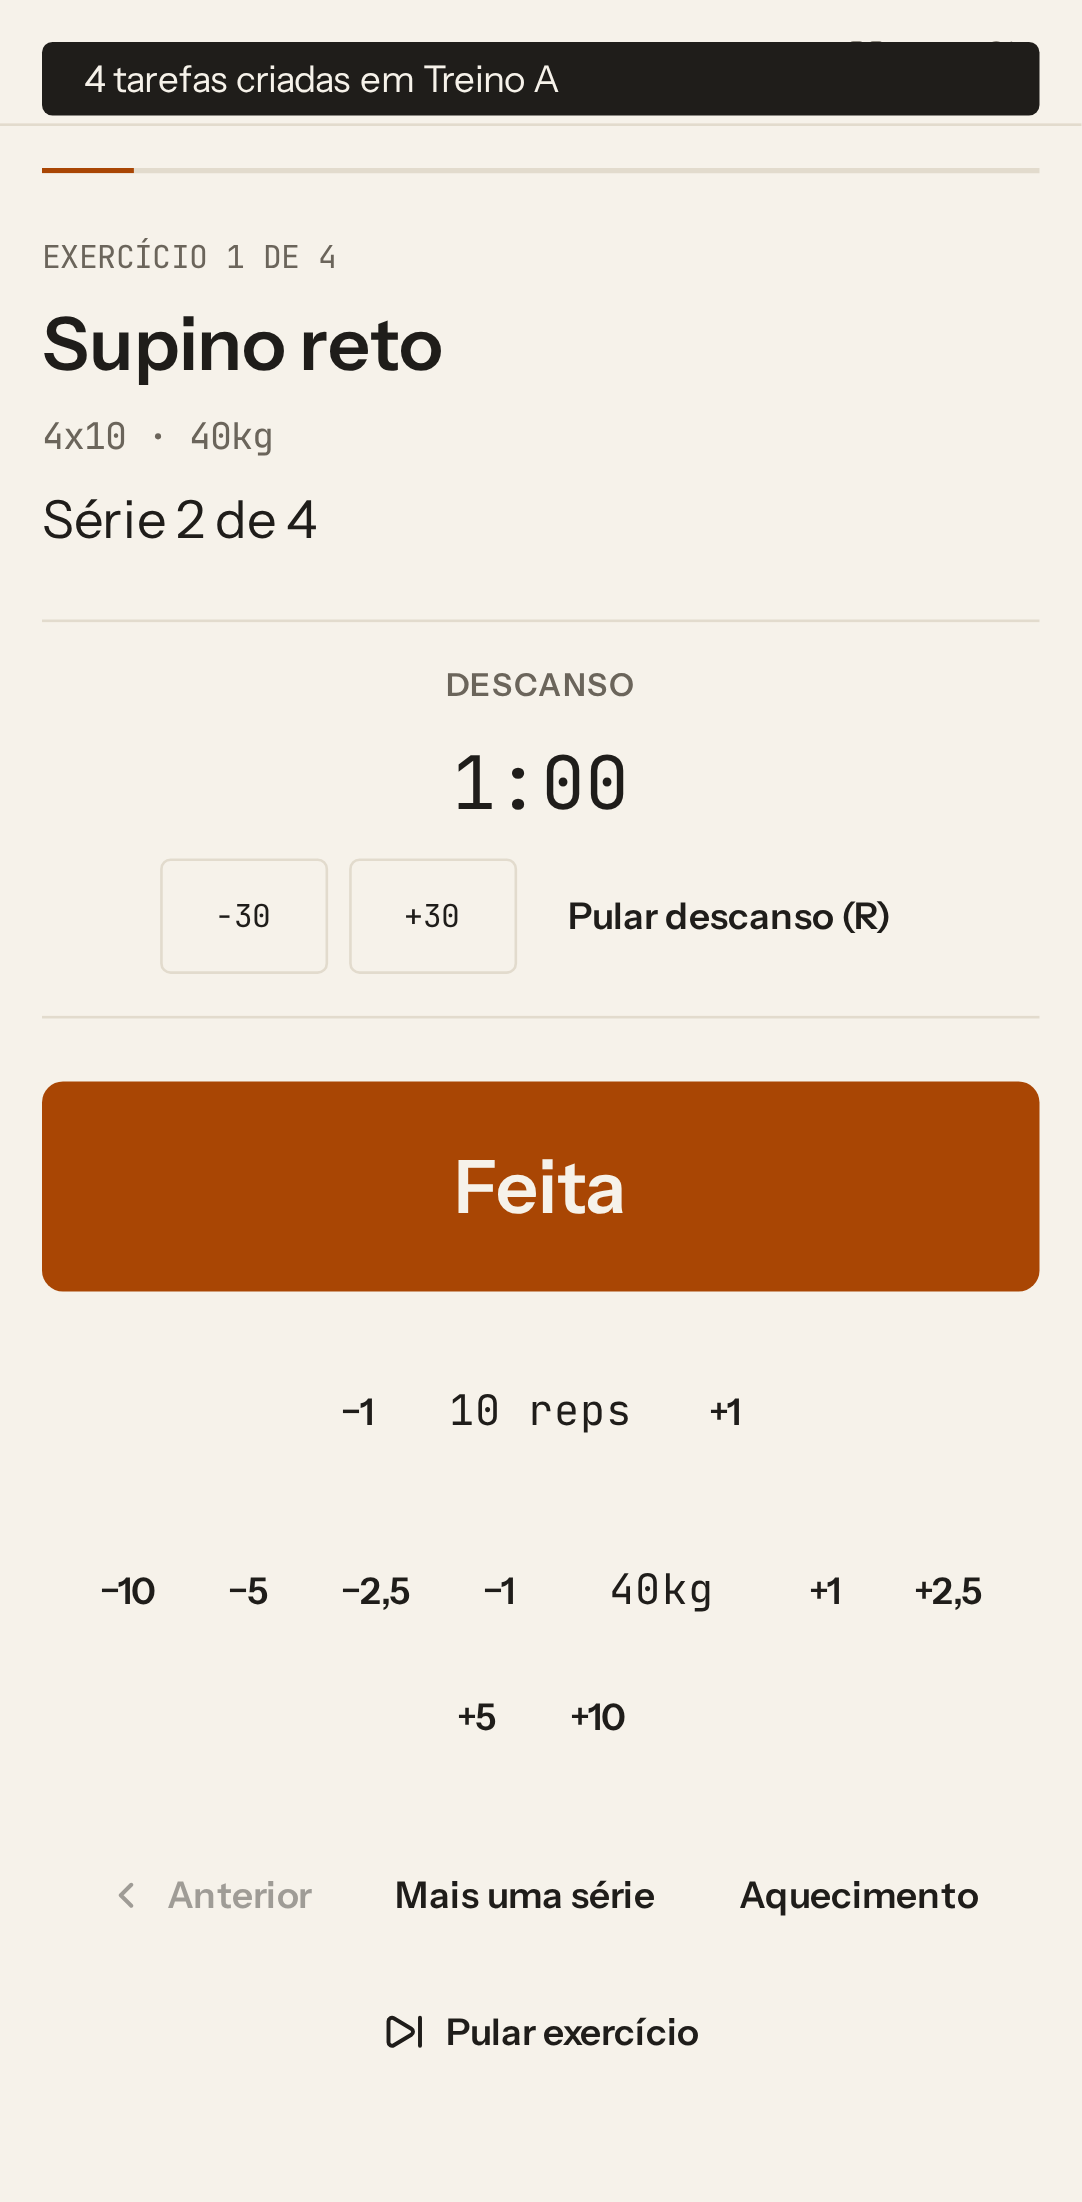 4 tarefas criadas em Treino A
EXERCÍCIO 1 DE 4
Supino reto
4x10 · 40kg
Série 2 de 4
DESCANSO
1:00
-30 +30 Pular descanso (R)
Feita
−1 10 reps +1
−10 −5 −2,5 −1 40kg +1 +2,5
+5 +10
Anterior Mais uma série Aquecimento
Pular exercício